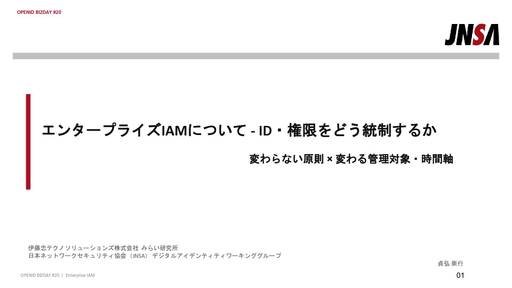 OPENID BIZDAY #20
JNSA
エンタープライズIAMについて - ID・権限をどう統制するか
変わらない原則 × 変わる管理対象・時間軸
伊藤忠テクノソリューションズ株式会社 みらい研究所
日本ネットワークセキュリティ協会（JNSA） デジタルアイデンティティワーキンググループ
貞弘 崇行
OPENID BIZDAY #20 | Enterprise IAM
01